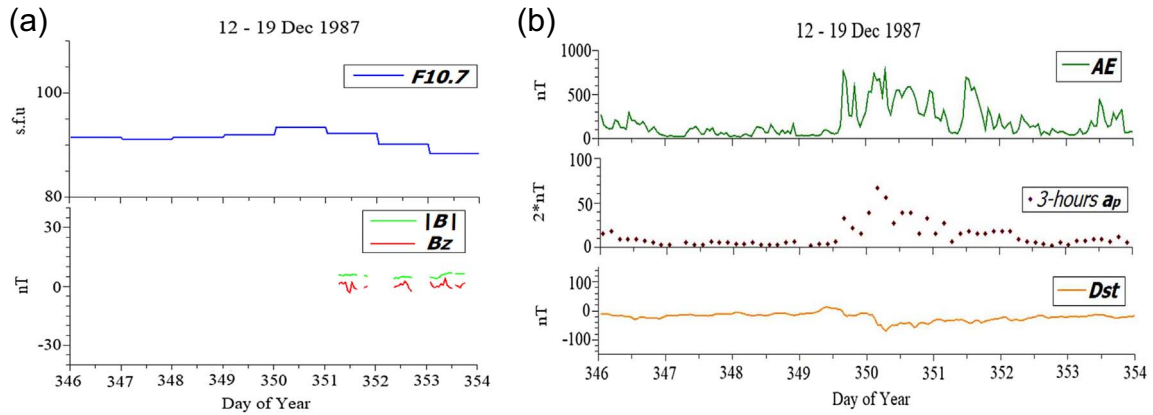 (a)
12 - 19 Dec 1987
F10.7
s.f.u
100
80
|B|
Bz
nT
30
0
-30
346 347 348 349 350 351 352 353 354
Day of Year
(b)
12 - 19 Dec 1987
AE
nT
1000
500
0
3-hours ap
2*nT
100
50
0
Dst
nT
100
0
-100
346 347 348 349 350 351 352 353 354
Day of Year